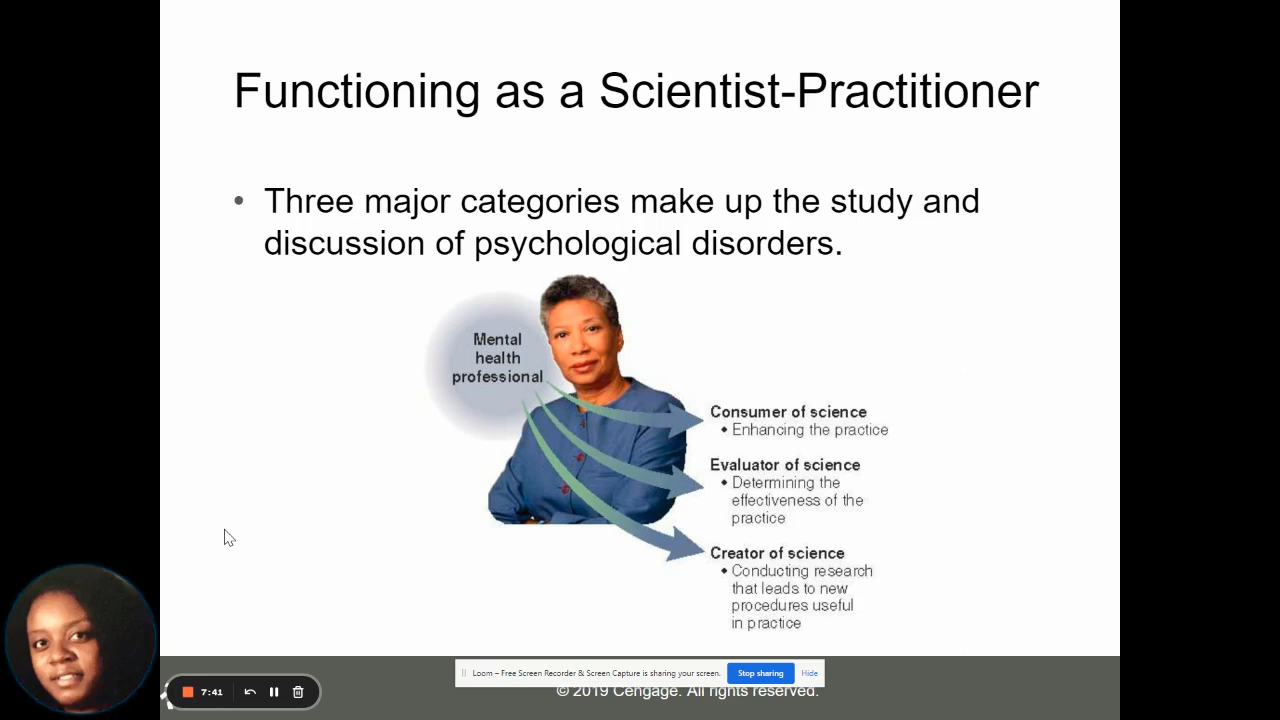 Functioning as a Scientist-Practitioner
• Three major categories make up the study and
discussion of psychological disorders.
Mental
health
professional
Consumer of science
◆ Enhancing the practice
Evaluator of science
◆ Determining the
effectiveness of the
practice
Creator of science
◆ Conducting research
that leads to new
procedures useful
in practice
Loom – Free Screen Recorder & Screen Capture is sharing your screen.
Stop sharing
Hide
7:41
© 2019 Cengage. All rights reserved.